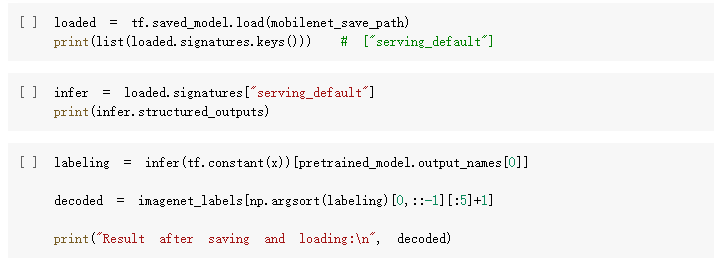 [ ] loaded = tf.saved_model.load(mobilenet_save_path)
print(list(loaded.signatures.keys())) # ["serving_default"]
[ ] infer = loaded.signatures["serving_default"]
print(infer.structured_outputs)
[ ] labeling = infer(tf.constant(x))[pretrained_model.output_names[0]]
decoded = imagenet_labels[np.argsort(labeling)[0,::-1][:5]+1]
print("Result after saving and loading:\n", decoded)